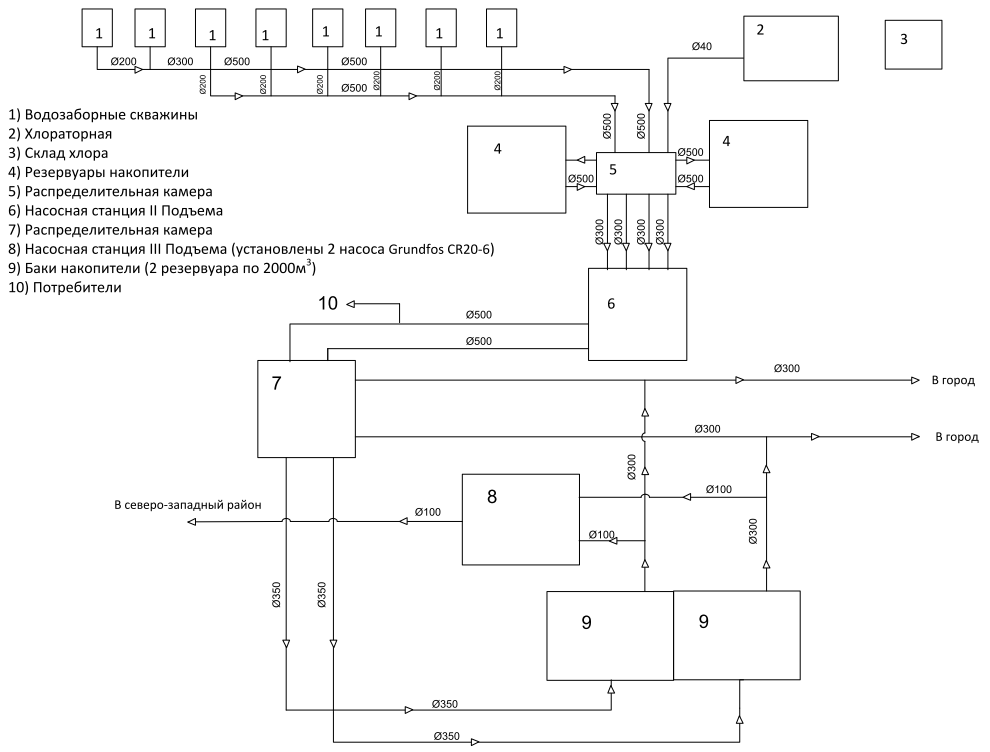 1 1 1 1 1 1 1 1
2
3
Ø40
Ø200 Ø300 Ø500 Ø500
Ø200 Ø200 Ø200 Ø200 Ø200 Ø200
Ø500
1) Водозаборные скважины
2) Хлораторная
3) Склад хлора
4) Резервуары накопители
5) Распределительная камера
6) Насосная станция II Подъема
7) Распределительная камера
8) Насосная станция III Подъема (установлены 2 насоса Grundfos CR20-6)
9) Баки накопители (2 резервуара по 2000м³)
10) Потребители
Ø500 Ø500
4 5 4
Ø500 Ø500
Ø500 Ø500
Ø300 Ø300 Ø300 Ø300
6
10
Ø500
Ø500
7
Ø300
В город
Ø300
В город
Ø300
8
Ø100
В северо-западный район
Ø100
Ø100
Ø300
Ø350 Ø350
9 9
Ø350
Ø350